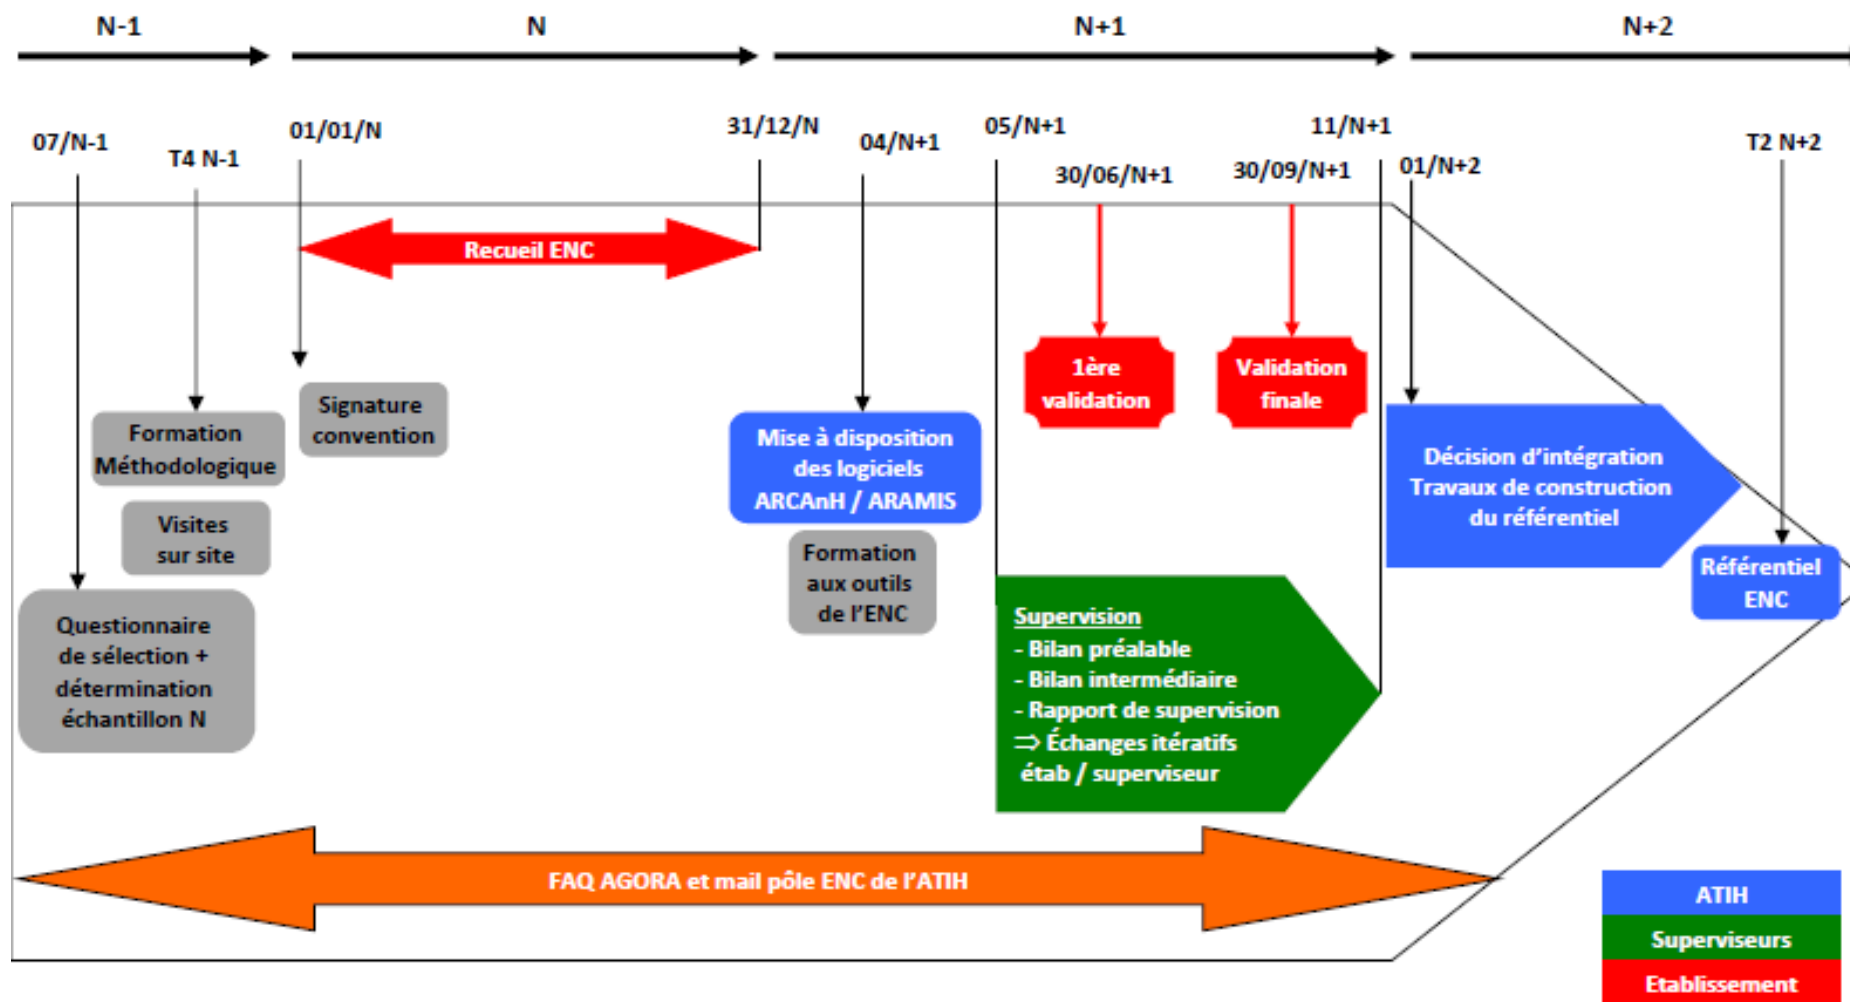 N-1
N
N+1
N+2
07/N-1
T4 N-1
01/01/N
31/12/N
04/N+1
05/N+1
30/06/N+1
30/09/N+1
11/N+1
01/N+2
T2 N+2
Recueil ENC
1ère
validation
Validation
finale
Signature
convention
Formation
Méthodologique
Visites
sur site
Questionnaire
de sélection +
détermination
échantillon N
Mise à disposition
des logiciels
ARCAnH / ARAMIS
Formation
aux outils
de l’ENC
Décision d’intégration
Travaux de construction
du référentiel
Référentiel
ENC
Supervision
- Bilan préalable
- Bilan intermédiaire
- Rapport de supervision
⇒ Échanges itératifs
étab / superviseur
FAQ AGORA et mail pôle ENC de l’ATIH
ATIH
Superviseurs
Etablissement